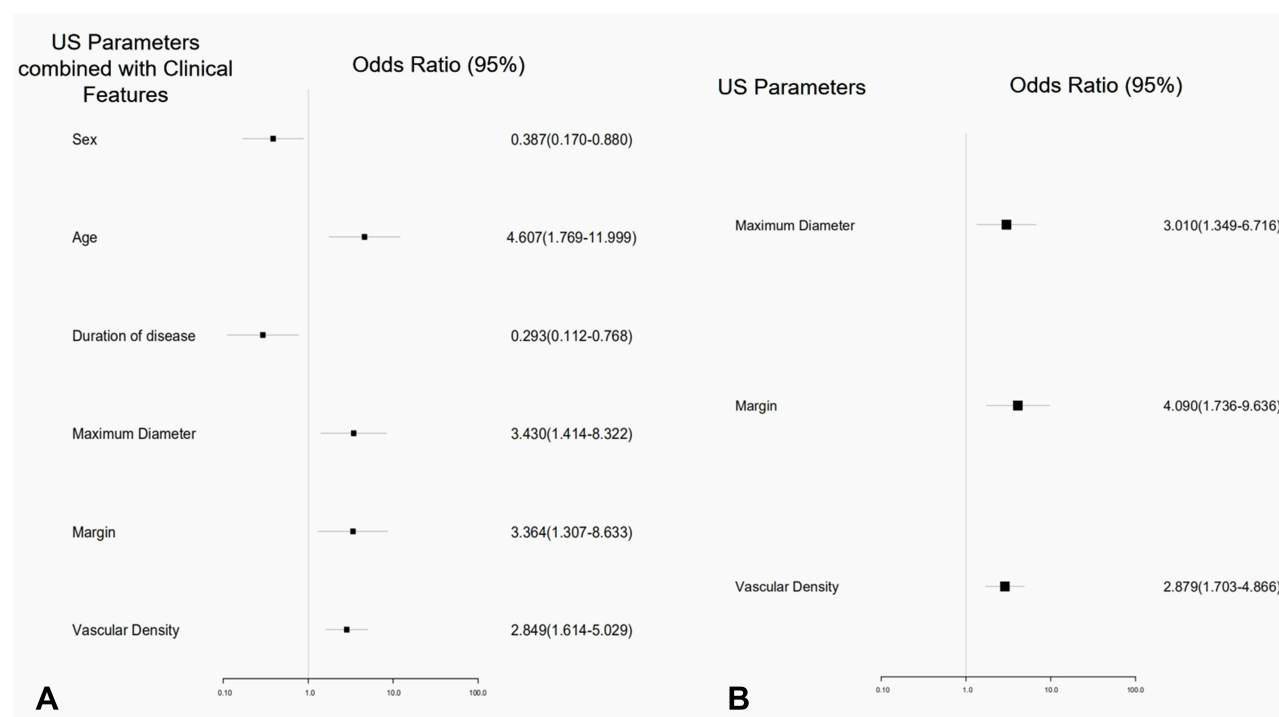 US Parameters
combined with Clinical
Features
Odds Ratio (95%)
Sex
0.387(0.170-0.880)
Age
4.607(1.769-11.999)
Duration of disease
0.293(0.112-0.768)
Maximum Diameter
3.430(1.414-8.322)
Margin
3.364(1.307-8.633)
Vascular Density
2.849(1.614-5.029)
0.10 1.0 10.0 100.0
A
US Parameters
Odds Ratio (95%)
Maximum Diameter
3.010(1.349-6.716)
Margin
4.090(1.736-9.636)
Vascular Density
2.879(1.703-4.866)
0.10 1.0 10.0 100.0
B